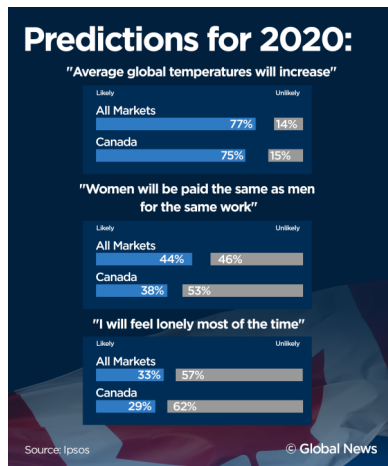 Predictions for 2020:
"Average global temperatures will increase"
Likely Unlikely
All Markets
77% 14%
Canada
75% 15%
"Women will be paid the same as men
for the same work"
Likely Unlikely
All Markets
44% 46%
Canada
38% 53%
"I will feel lonely most of the time"
Likely Unlikely
All Markets
33% 57%
Canada
29% 62%
Source: Ipsos © Global News